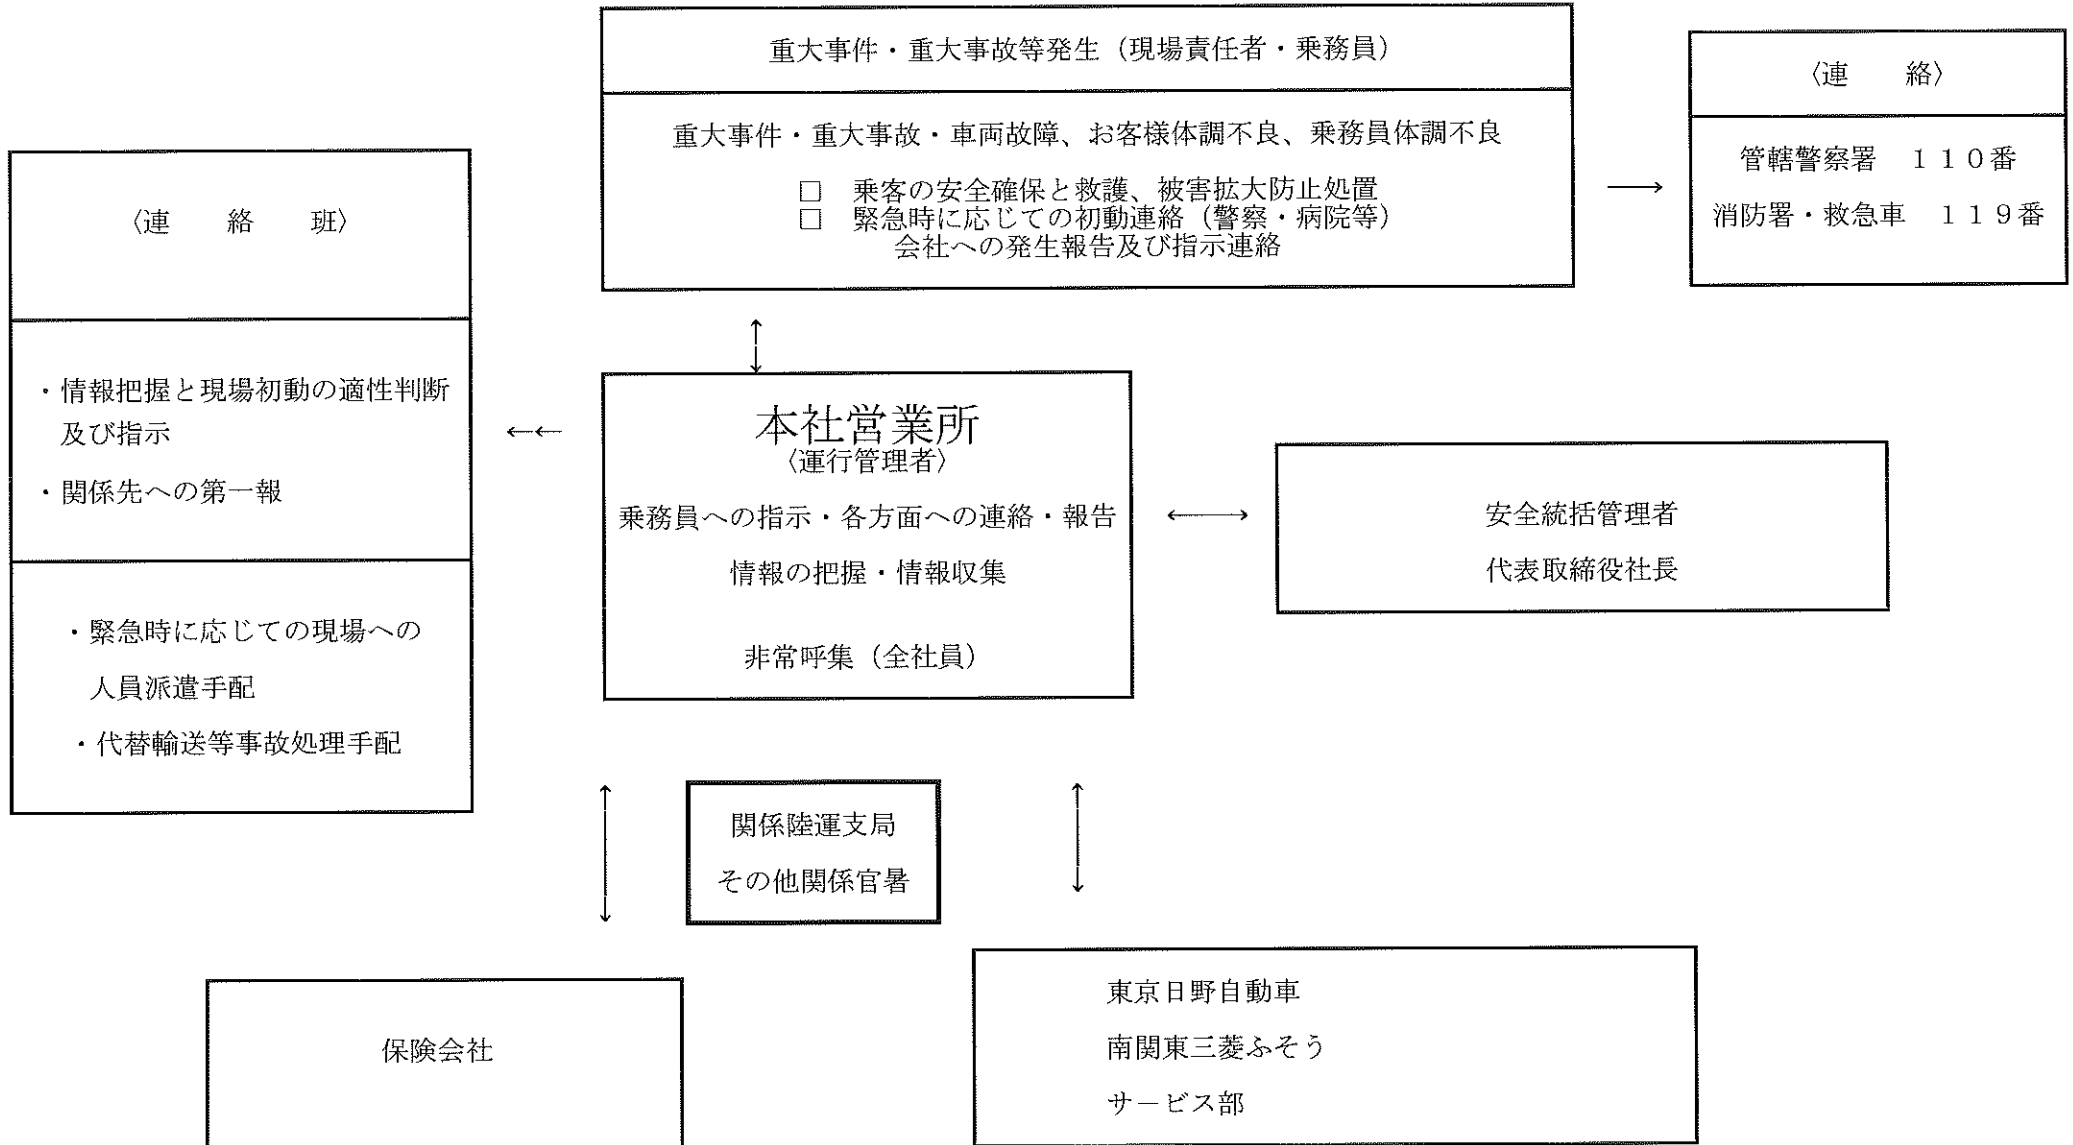 重大事件・重大事故等発生（現場責任者・乗務員）
重大事件・重大事故・車両故障、お客様体調不良、乗務員体調不良
□　乗客の安全確保と救護、被害拡大防止処置
□　緊急時に応じての初動連絡（警察・病院等）
会社への発生報告及び指示連絡
〈連　　絡〉
管轄警察署　１１０番
消防署・救急車　１１９番
〈連　　絡　　班〉
・情報把握と現場初動の適性判断
及び指示
・関係先への第一報
・緊急時に応じての現場への
人員派遣手配
・代替輸送等事故処理手配
本社営業所
〈運行管理者〉
乗務員への指示・各方面への連絡・報告
情報の把握・情報収集
非常呼集（全社員）
安全統括管理者
代表取締役社長
関係陸運支局
その他関係官暑
保険会社
東京日野自動車
南関東三菱ふそう
サービス部